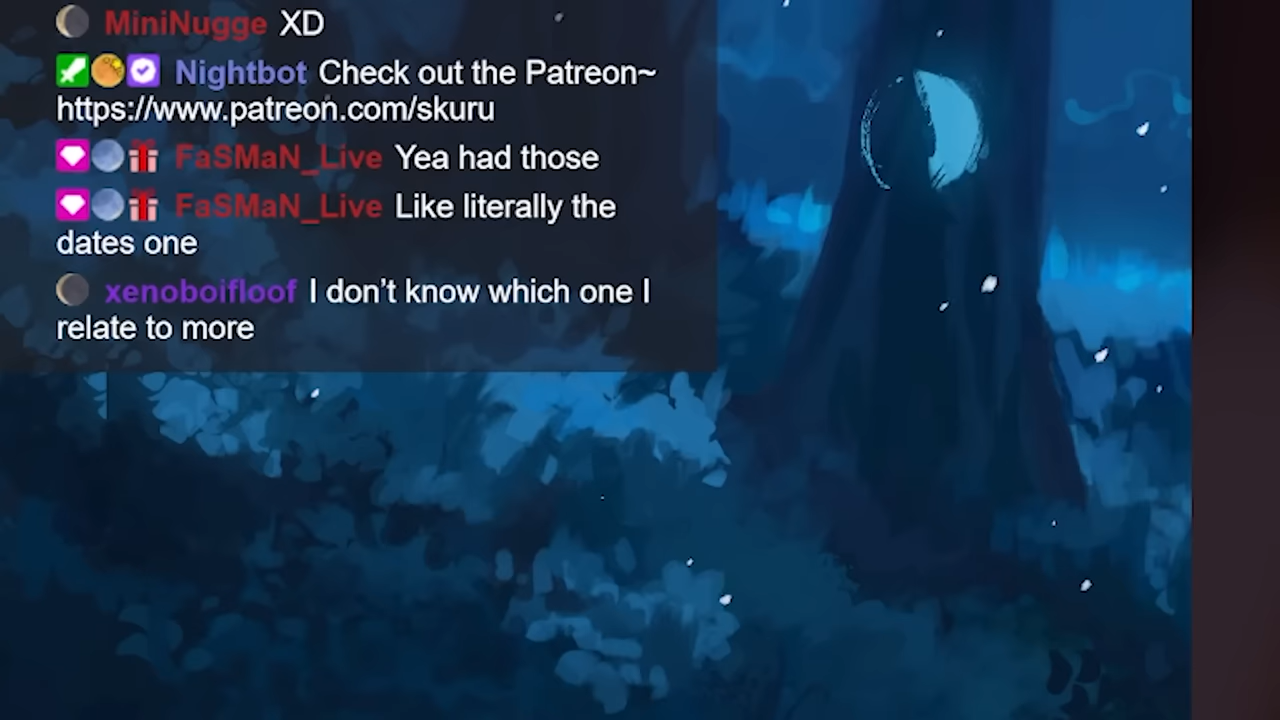 MiniNugge XD
Nightbot Check out the Patreon~
https://www.patreon.com/skuru
FaSMaN_Live Yea had those
FaSMaN_Live Like literally the
dates one
xenoboifloof I don't know which one I
relate to more